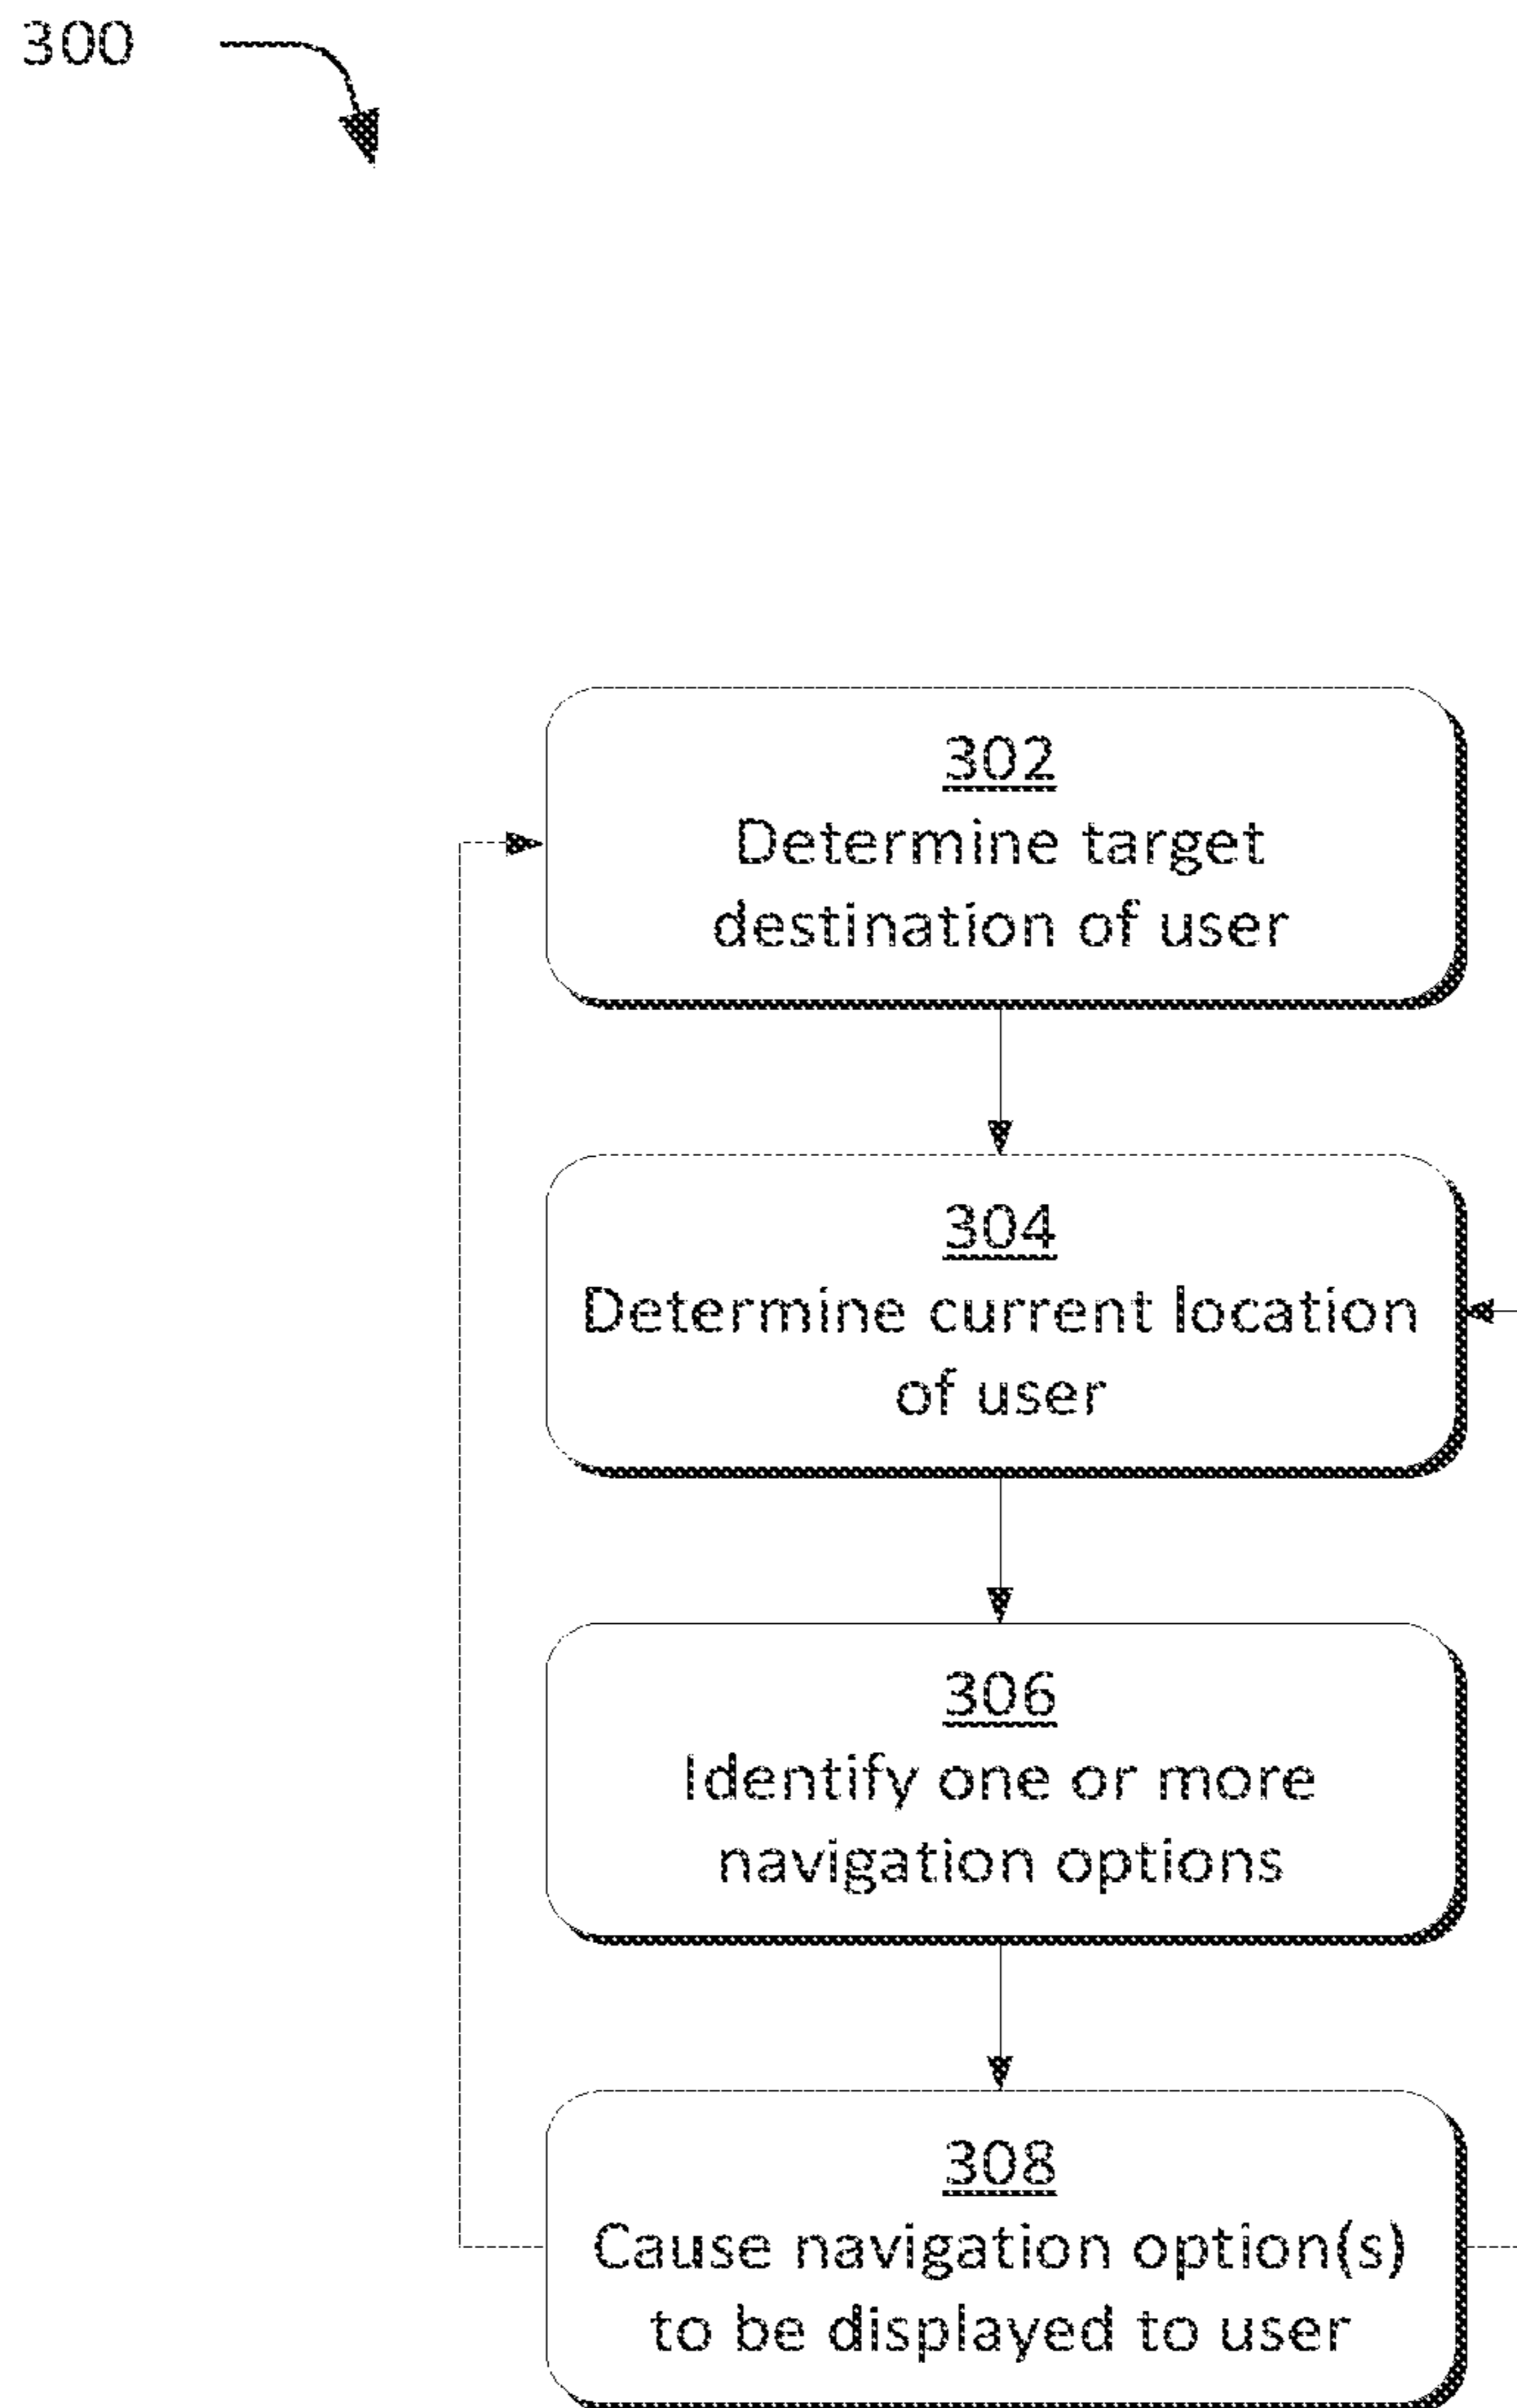 300
302
Determine target
destination of user
304
Determine current location
of user
306
Identify one or more
navigation options
308
Cause navigation option(s)
to be displayed to user